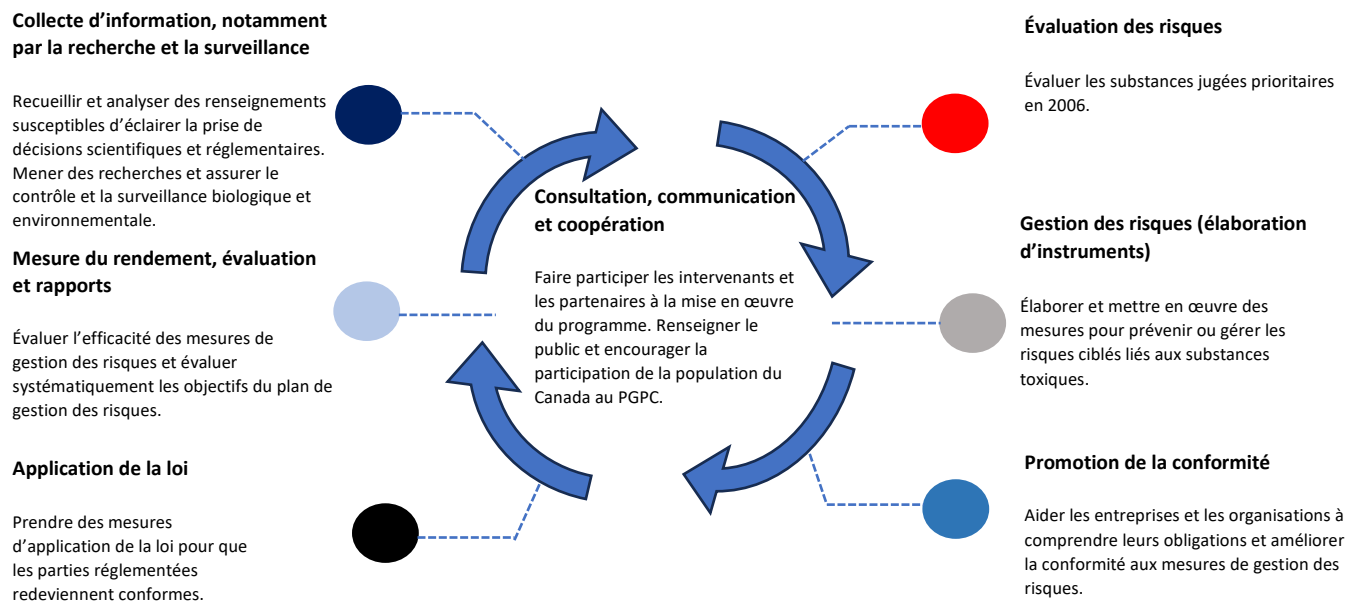 Collecte d'information, notamment
par la recherche et la surveillance
Recueillir et analyser des renseignements
susceptibles d'éclairer la prise de
décisions scientifiques et réglementaires.
Mener des recherches et assurer le
contrôle et la surveillance biologique et
environnementale.
Mesure du rendement, évaluation
et rapports
Évaluer l'efficacité des mesures de
gestion des risques et évaluer
systématiquement les objectifs du plan de
gestion des risques.
Application de la loi
Prendre des mesures
d'application de la loi pour que
les parties réglementées
redeviennent conformes.
Consultation, communication
et coopération
Faire participer les intervenants et
les partenaires à la mise en œuvre
du programme. Renseigner le
public et encourager la
participation de la population du
Canada au PGPC.
Évaluation des risques
Évaluer les substances jugées prioritaires
en 2006.
Gestion des risques (élaboration
d'instruments)
Élaborer et mettre en œuvre des
mesures pour prévenir ou gérer les
risques ciblés liés aux substances
toxiques.
Promotion de la conformité
Aider les entreprises et les organisations à
comprendre leurs obligations et améliorer
la conformité aux mesures de gestion des
risques.